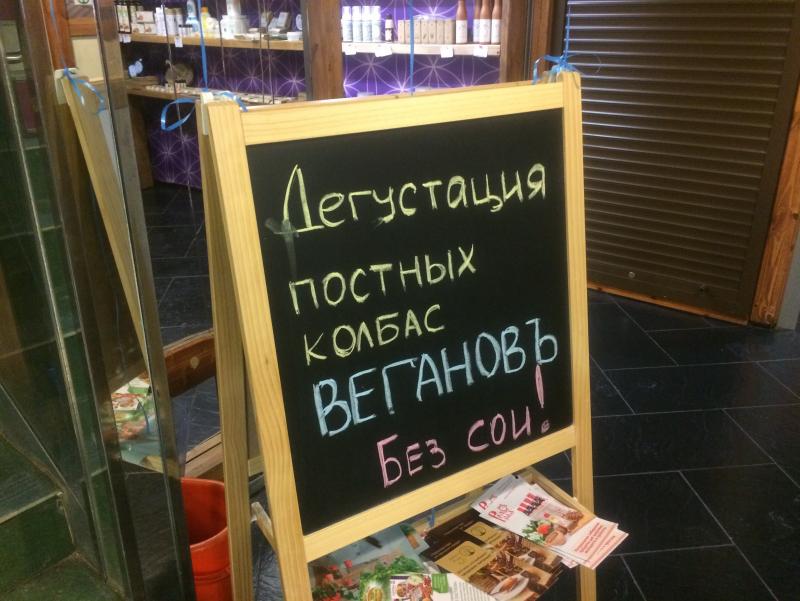 Дегустация
постных
колбас
ВЕГАНОВЪ
Без сои!